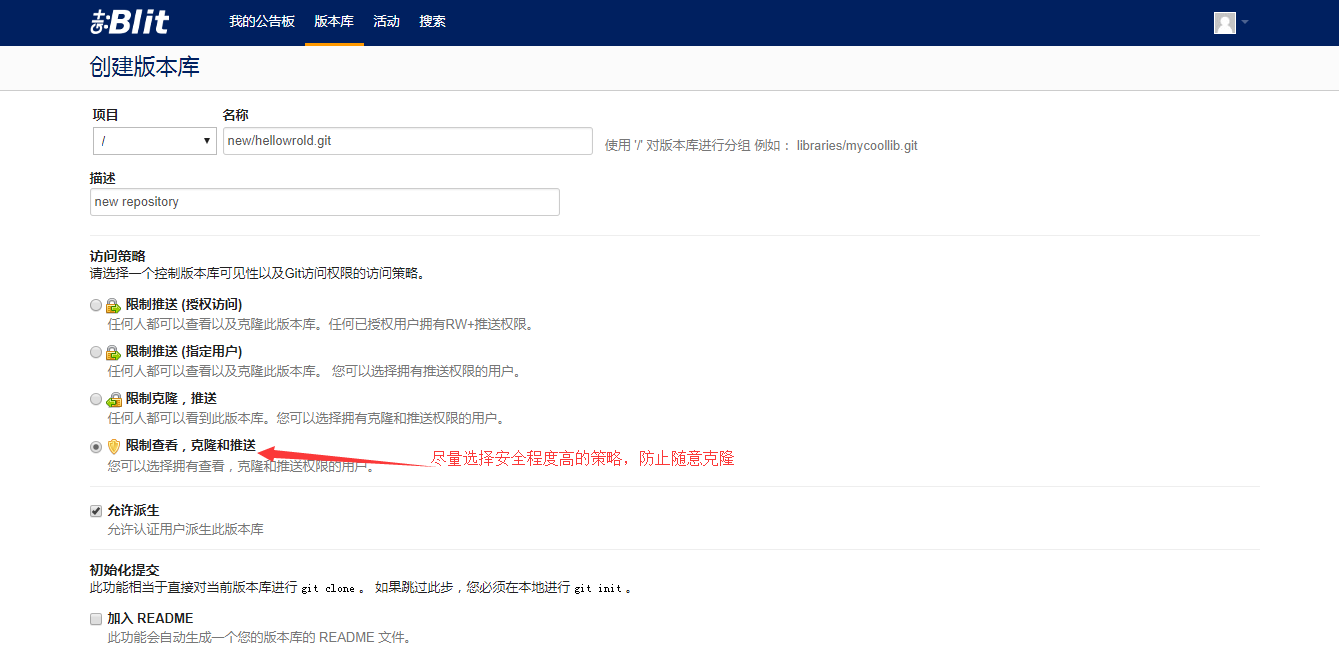 Blit 我的公告板 版本库 活动 搜索
创建版本库
项目 名称
/ new/hellowrold.git 使用 '/' 对版本库进行分组 例如： libraries/mycoollib.git
描述
new repository
访问策略
请选择一个控制版本库可见性以及Git访问权限的访问策略。
限制推送 (授权访问)
任何人都可以查看以及克隆此版本库。任何已授权用户拥有RW+推送权限。
限制推送 (指定用户)
任何人都可以查看以及克隆此版本库。 您可以选择拥有推送权限的用户。
限制克隆，推送
任何人都可以看到此版本库。您可以选择拥有克隆和推送权限的用户。
限制查看，克隆和推送
尽量选择安全程度高的策略，防止随意克隆
您可以选择拥有查看，克隆和推送权限的用户。
允许派生
允许认证用户派生此版本库
初始化提交
此功能相当于直接对当前版本库进行 git clone 。 如果跳过此步，您必须在本地进行 git init 。
加入 README
此功能会自动生成一个您的版本库的 README 文件。